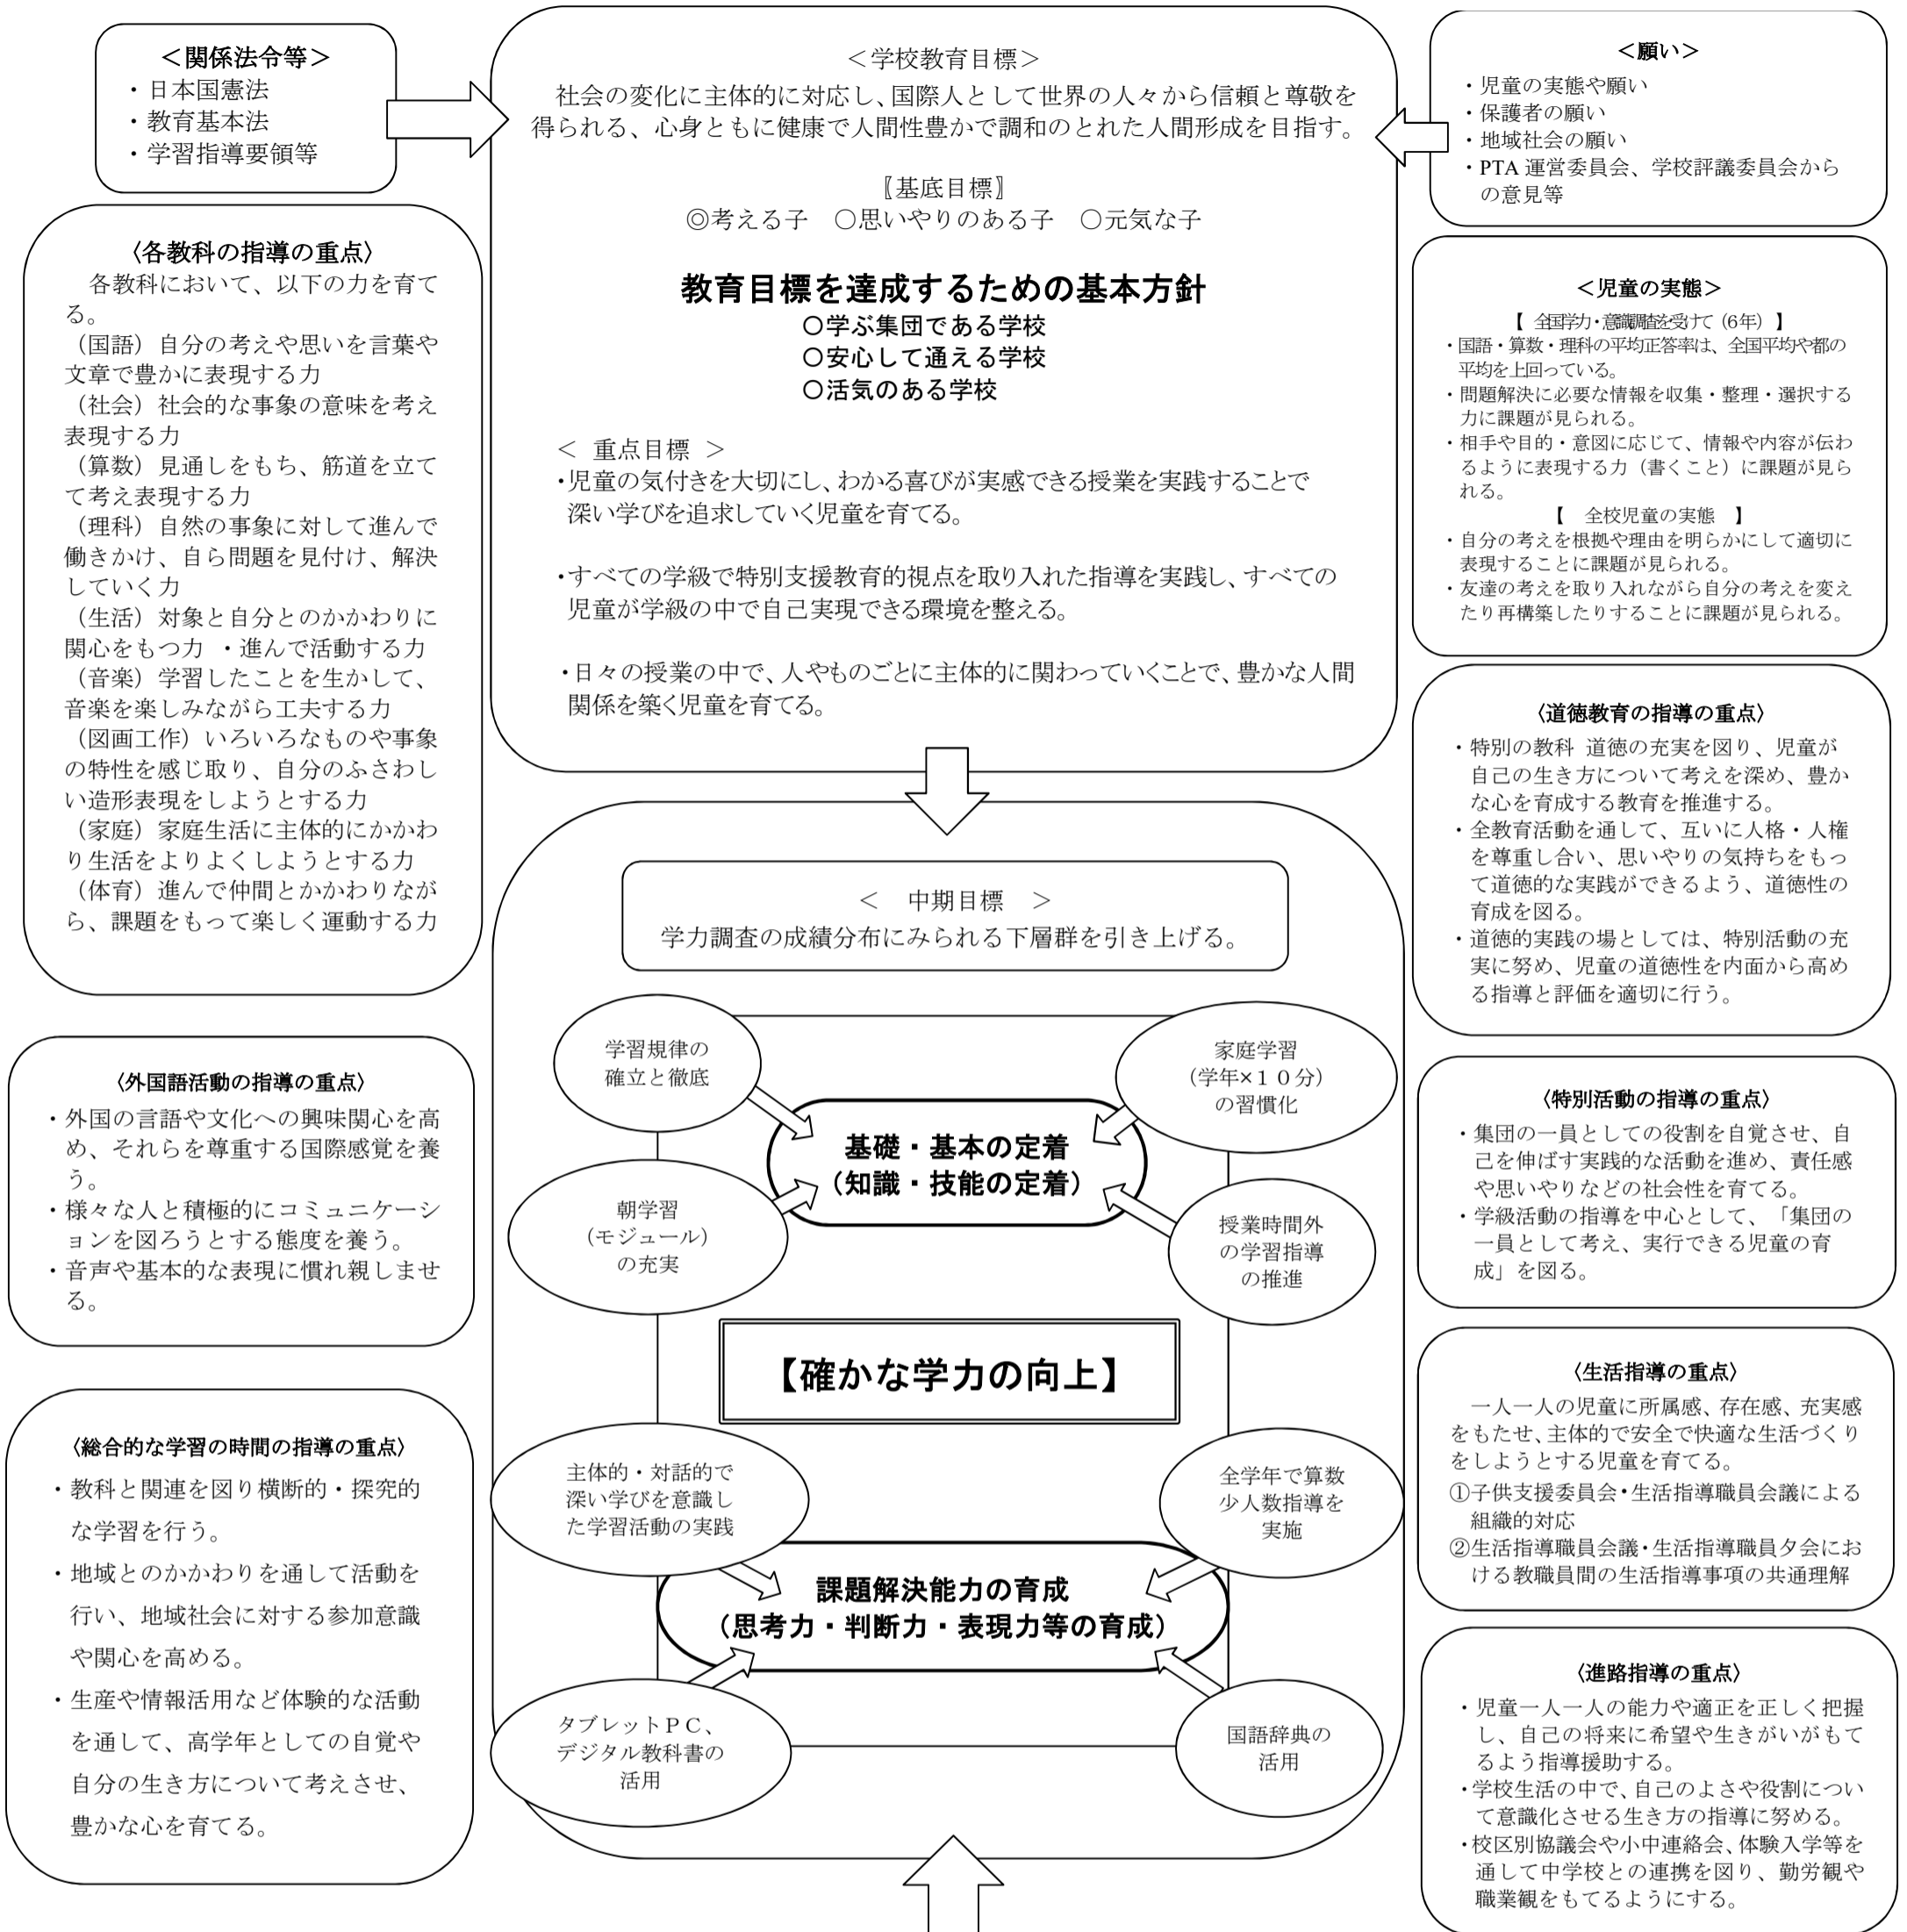 ＜関係法令等＞
・日本国憲法
・教育基本法
・学習指導要領等
＜学校教育目標＞
社会の変化に主体的に対応し、国際人として世界の人々から信頼と尊敬を
得られる、心身ともに健康で人間性豊かで調和のとれた人間形成を目指す。
〖基底目標〗
◎考える子　○思いやりのある子　○元気な子
教育目標を達成するための基本方針
○学ぶ集団である学校
○安心して通える学校
○活気のある学校
＜ 重点目標 ＞
・児童の気付きを大切にし、わかる喜びが実感できる授業を実践することで
深い学びを追求していく児童を育てる。
・すべての学級で特別支援教育的視点を取り入れた指導を実践し、すべての
児童が学級の中で自己実現できる環境を整える。
・日々の授業の中で、人やものごとに主体的に関わっていくことで、豊かな人間
関係を築く児童を育てる。
＜願い＞
・児童の実態や願い
・保護者の願い
・地域社会の願い
・PTA 運営委員会、学校評議委員会から
の意見等
〈各教科の指導の重点〉
各教科において、以下の力を育て
る。
（国語）自分の考えや思いを言葉や
文章で豊かに表現する力
（社会）社会的な事象の意味を考え
表現する力
（算数）見通しをもち、筋道を立て
て考え表現する力
（理科）自然の事象に対して進んで
働きかけ、自ら問題を見付け、解決
していく力
（生活）対象と自分とのかかわりに
関心をもつ力 ・進んで活動する力
（音楽）学習したことを生かして、
音楽を楽しみながら工夫する力
（図画工作）いろいろなものや事象
の特性を感じ取り、自分のふさわし
い造形表現をしようとする力
（家庭）家庭生活に主体的にかかわ
り生活をよりよくしようとする力
（体育）進んで仲間とかかわりなが
ら、課題をもって楽しく運動する力
＜児童の実態＞
【 全国学力・意識調査を受けて（6年）】
・国語・算数・理科の平均正答率は、全国平均や都の
平均を上回っている。
・問題解決に必要な情報を収集・整理・選択する
力に課題が見られる。
・相手や目的・意図に応じて、情報や内容が伝わ
るように表現する力（書くこと）に課題が見ら
れる。
【　全校児童の実態　】
・自分の考えを根拠や理由を明らかにして適切に
表現することに課題が見られる。
・友達の考えを取り入れながら自分の考えを変え
たり再構築したりすることに課題が見られる。
〈道徳教育の指導の重点〉
・特別の教科 道徳の充実を図り、児童が
自己の生き方について考えを深め、豊か
な心を育成する教育を推進する。
・全教育活動を通して、互いに人格・人権
を尊重し合い、思いやりの気持ちをもっ
て道徳的な実践ができるよう、道徳性の
育成を図る。
・道徳的実践の場としては、特別活動の充
実に努め、児童の道徳性を内面から高め
る指導と評価を適切に行う。
＜　中期目標　＞
学力調査の成績分布にみられる下層群を引き上げる。
学習規律の
確立と徹底
家庭学習
（学年×１０分）
の習慣化
基礎・基本の定着
（知識・技能の定着）
朝学習
（モジュール）
の充実
授業時間外
の学習指導
の推進
【確かな学力の向上】
主体的・対話的で
深い学びを意識し
た学習活動の実践
全学年で算数
少人数指導を
実施
課題解決能力の育成
（思考力・判断力・表現力等の育成）
タブレットＰＣ、
デジタル教科書の
活用
国語辞典の
活用
〈外国語活動の指導の重点〉
・外国の言語や文化への興味関心を高
め、それらを尊重する国際感覚を養
う。
・様々な人と積極的にコミュニケーシ
ョンを図ろうとする態度を養う。
・音声や基本的な表現に慣れ親しませ
る。
〈総合的な学習の時間の指導の重点〉
・教科と関連を図り横断的・探究的
な学習を行う。
・地域とのかかわりを通して活動を
行い、地域社会に対する参加意識
や関心を高める。
・生産や情報活用など体験的な活動
を通して、高学年としての自覚や
自分の生き方について考えさせ、
豊かな心を育てる。
〈特別活動の指導の重点〉
・集団の一員としての役割を自覚させ、自
己を伸ばす実践的な活動を進め、責任感
や思いやりなどの社会性を育てる。
・学級活動の指導を中心として、「集団の
一員として考え、実行できる児童の育
成」を図る。
〈生活指導の重点〉
一人一人の児童に所属感、存在感、充実感
をもたせ、主体的で安全で快適な生活づくり
をしようとする児童を育てる。
①子供支援委員会・生活指導職員会議による
組織的対応
②生活指導職員会議・生活指導職員夕会にお
ける教職員間の生活指導事項の共通理解
〈進路指導の重点〉
・児童一人一人の能力や適正を正しく把握
し、自己の将来に希望や生きがいがもて
るよう指導援助する。
・学校生活の中で、自己のよさや役割につい
て意識化させる生き方の指導に努める。
・校区別協議会や小中連絡会、体験入学等を
通して中学校との連携を図り、勤労観や
職業観をもてるようにする。